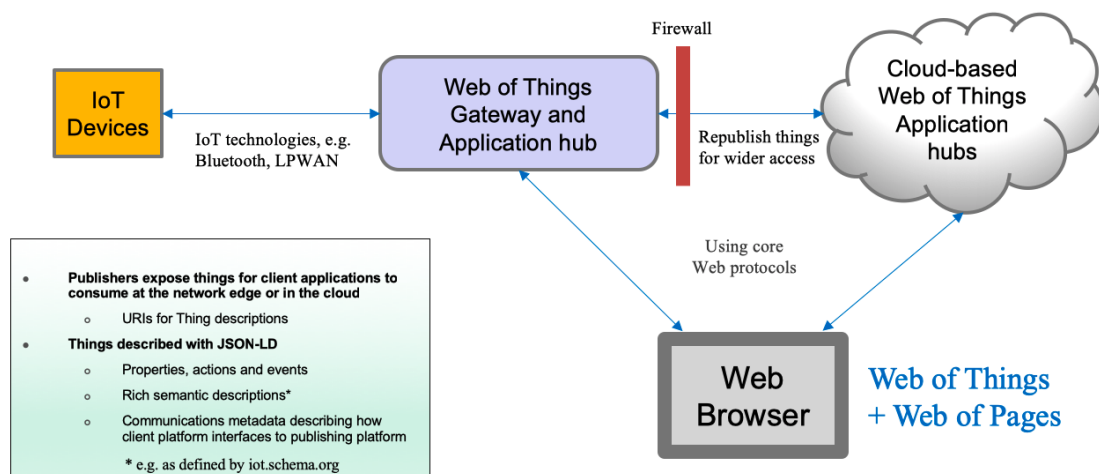 Firewall
IoT
Devices
IoT technologies, e.g.
Bluetooth, LPWAN
Web of Things
Gateway and
Application hub
Republish things
for wider access
Cloud-based
Web of Things
Application
hubs
Using core
Web protocols
• Publishers expose things for client applications to
consume at the network edge or in the cloud
○ URIs for Thing descriptions
• Things described with JSON-LD
○ Properties, actions and events
○ Rich semantic descriptions*
○ Communications metadata describing how
client platform interfaces to publishing platform
* e.g. as defined by iot.schema.org
Web
Browser
Web of Things
+ Web of Pages